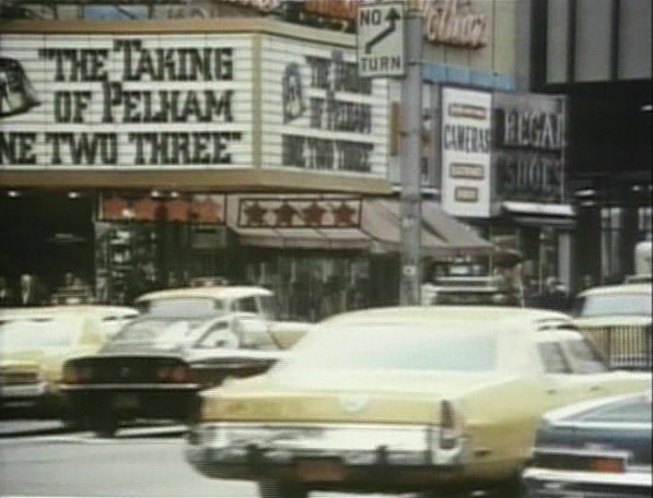 "THE TAKING
OF PELHAM
NE TWO THREE"
THE TAKING
OF PELHAM
ONE TWO THREE
NO
TURN
CAMERAS
REGAL
SHOES